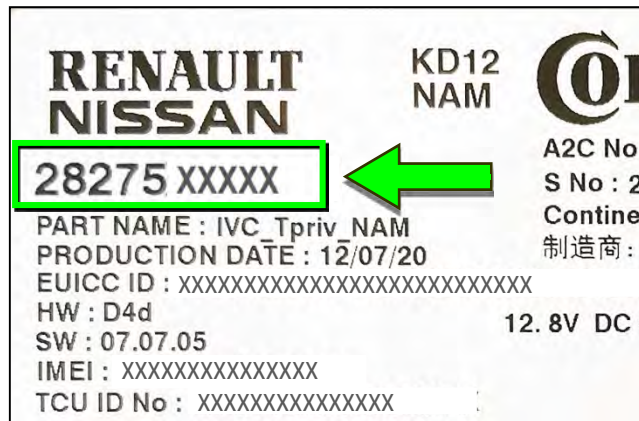 RENAULT
NISSAN
KD12
NAM
28275 XXXXX
PART NAME : IVC_Tpriv_NAM
PRODUCTION DATE : 12/07/20
EUICC ID : XXXXXXXXXXXXXXXXXXXXXXXXXXX
HW : D4d
SW : 07.07.05
IMEI : XXXXXXXXXXXXXXX
TCU ID No : XXXXXXXXXXXXXXX
A2C No
S No : 2
Contine
制造商:
12. 8V DC